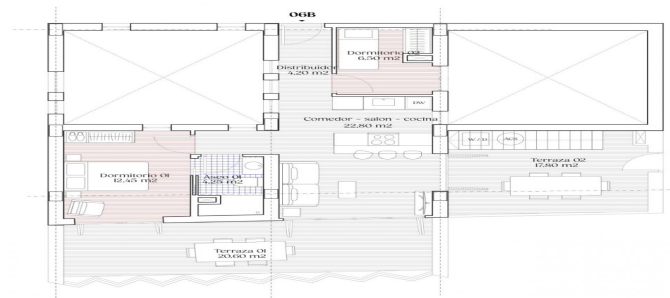 06B
Dormitorio 02
6.50 m2
Distribuidor
4.20 m2
DW
Comedor - salon - cocina
22.80 m2
W / D
ACS
Terraza 02
17.80 m2
Dormitorio 01
12.45 m2
Aseo 01
4.25 m2
Terraza 01
20.60 m2